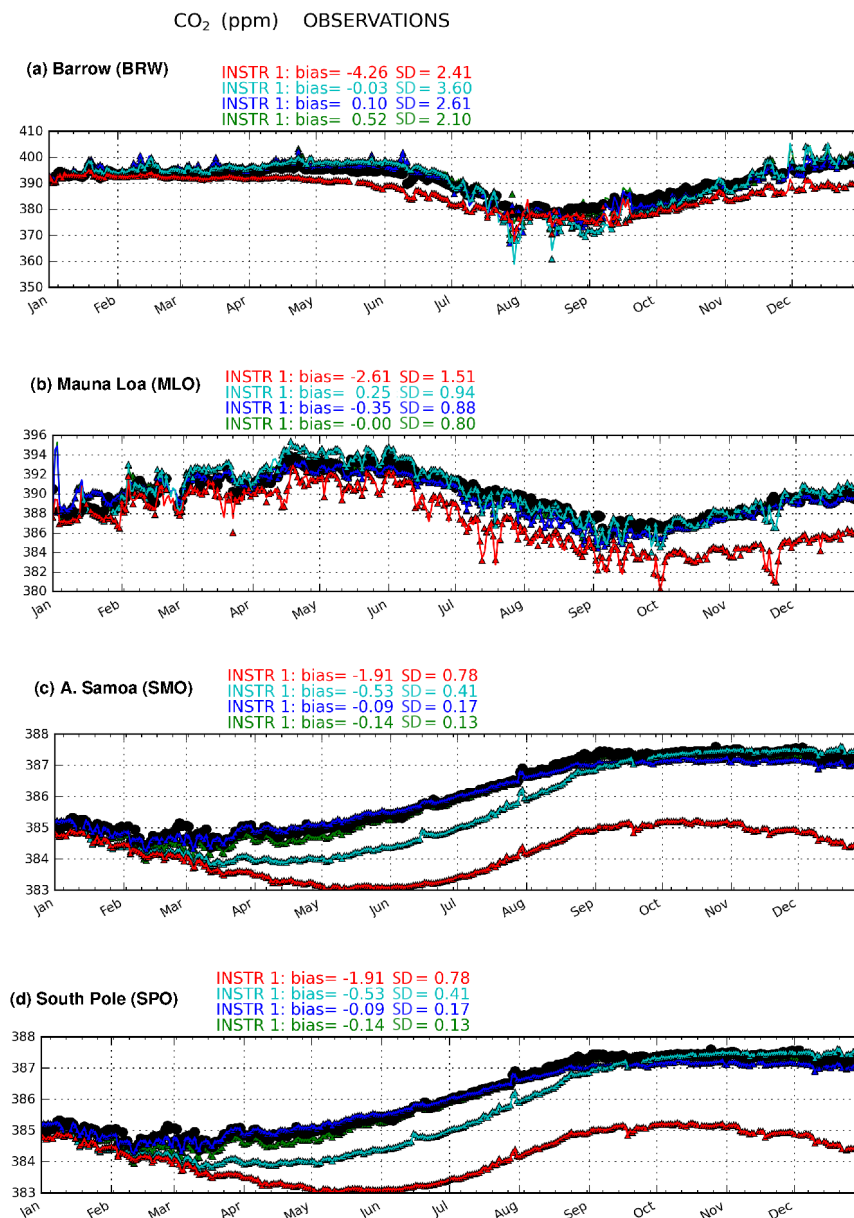 CO₂ (ppm) OBSERVATIONS
(a) Barrow (BRW)
INSTR 1: bias= -4.26 SD = 2.41
INSTR 1: bias= -0.03 SD = 3.60
INSTR 1: bias= 0.10 SD = 2.61
INSTR 1: bias= 0.52 SD = 2.10
410
400
390
380
370
360
350
Jan Feb Mar Apr May Jun Jul Aug Sep Oct Nov Dec
(b) Mauna Loa (MLO)
INSTR 1: bias= -2.61 SD = 1.51
INSTR 1: bias= 0.25 SD = 0.94
INSTR 1: bias= -0.35 SD = 0.88
INSTR 1: bias= -0.00 SD = 0.80
396
394
392
390
388
386
384
382
380
Jan Feb Mar Apr May Jun Jul Aug Sep Oct Nov Dec
(c) A. Samoa (SMO)
INSTR 1: bias= -1.91 SD = 0.78
INSTR 1: bias= -0.53 SD = 0.41
INSTR 1: bias= -0.09 SD = 0.17
INSTR 1: bias= -0.14 SD = 0.13
388
387
386
385
384
383
Jan Feb Mar Apr May Jun Jul Aug Sep Oct Nov Dec
(d) South Pole (SPO)
INSTR 1: bias= -1.91 SD = 0.78
INSTR 1: bias= -0.53 SD = 0.41
INSTR 1: bias= -0.09 SD = 0.17
INSTR 1: bias= -0.14 SD = 0.13
388
387
386
385
384
383
Jan Feb Mar Apr May Jun Jul Aug Sep Oct Nov Dec